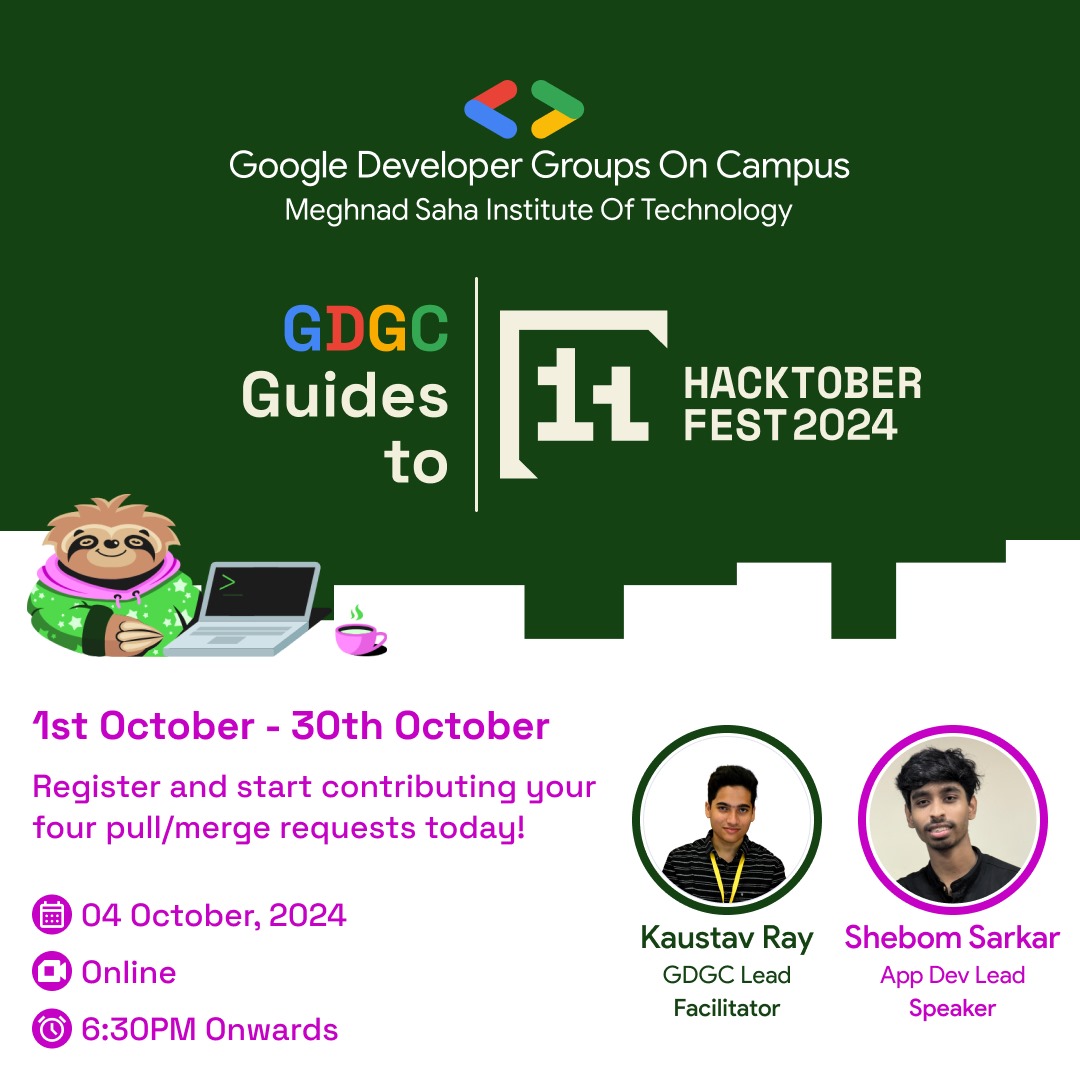 Google Developer Groups On Campus
Meghnad Saha Institute Of Technology
GDGC
Guides
to
11
HACKTOBER
FEST 2024
>_
1st October - 30th October
Register and start contributing your
four pull/merge requests today!
04 October, 2024
Online
6:30PM Onwards
Kaustav Ray
GDGC Lead
Facilitator
Shebom Sarkar
App Dev Lead
Speaker